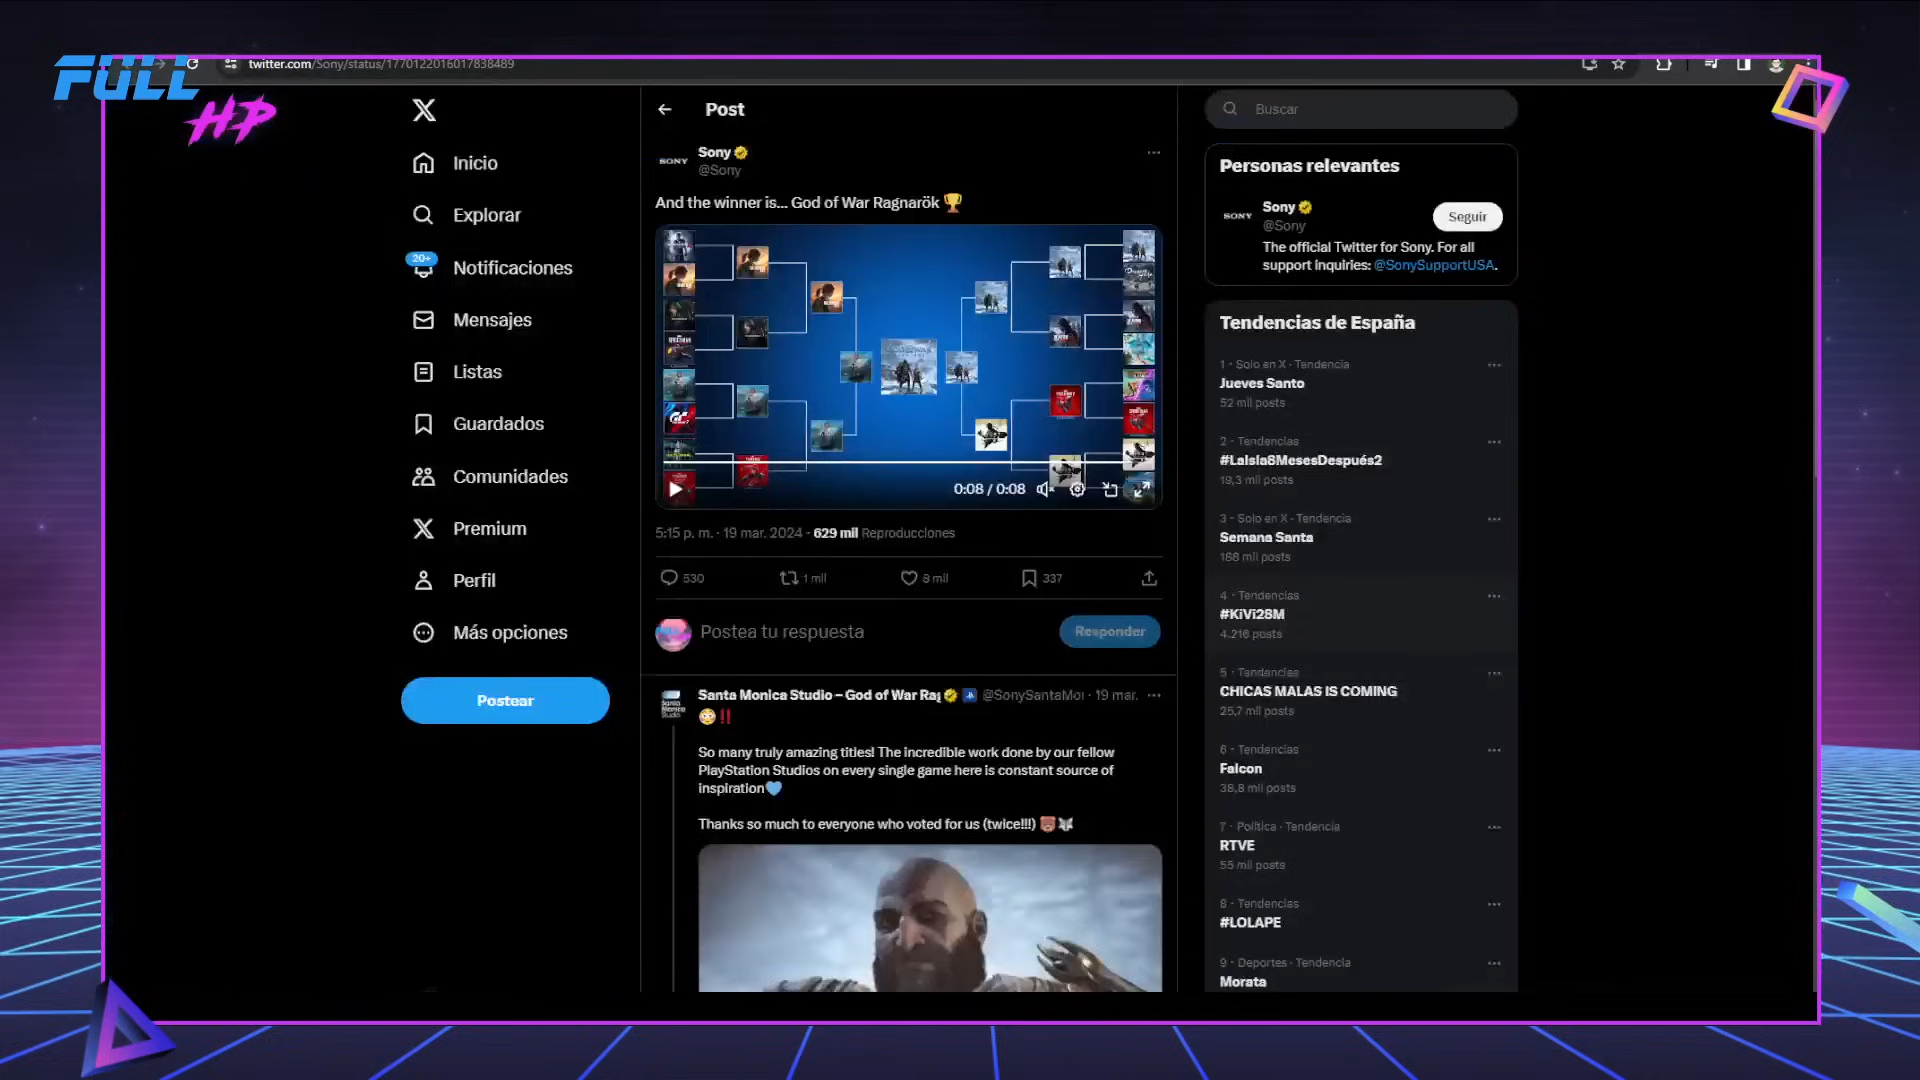 FULL
HP
twitter.com/Sony/status/1770122016017838489
Inicio
Explorar
20+
Notificaciones
Mensajes
Listas
Guardados
Comunidades
Premium
Perfil
Más opciones
Postear
Post
SONY
Sony
@Sony
And the winner is... God of War Ragnarök 🏆
0:08 / 0:08
5:15 p. m. · 19 mar. 2024 · 629 mil Reproducciones
530
1 mil
8 mil
337
Postea tu respuesta
Responder
Santa Monica Studio
Santa Monica Studio – God of War Rag @SonySantaMo · 19 mar.
😳‼️
So many truly amazing titles! The incredible work done by our fellow
PlayStation Studios on every single game here is constant source of
inspiration💙
Thanks so much to everyone who voted for us (twice!!!) 🐻🐺
Buscar
Personas relevantes
SONY
Sony
@Sony
Seguir
The official Twitter for Sony. For all
support inquiries: @SonySupportUSA.
Tendencias de España
1 · Solo en X · Tendencia
Jueves Santo
52 mil posts
2 · Tendencias
#LaIsla8MesesDespués2
19,3 mil posts
3 · Solo en X · Tendencia
Semana Santa
168 mil posts
4 · Tendencias
#KiVi28M
4.216 posts
5 · Tendencias
CHICAS MALAS IS COMING
25,7 mil posts
6 · Tendencias
Falcon
38,8 mil posts
7 · Política · Tendencia
RTVE
55 mil posts
8 · Tendencias
#LOLAPE
9 · Deportes · Tendencia
Morata